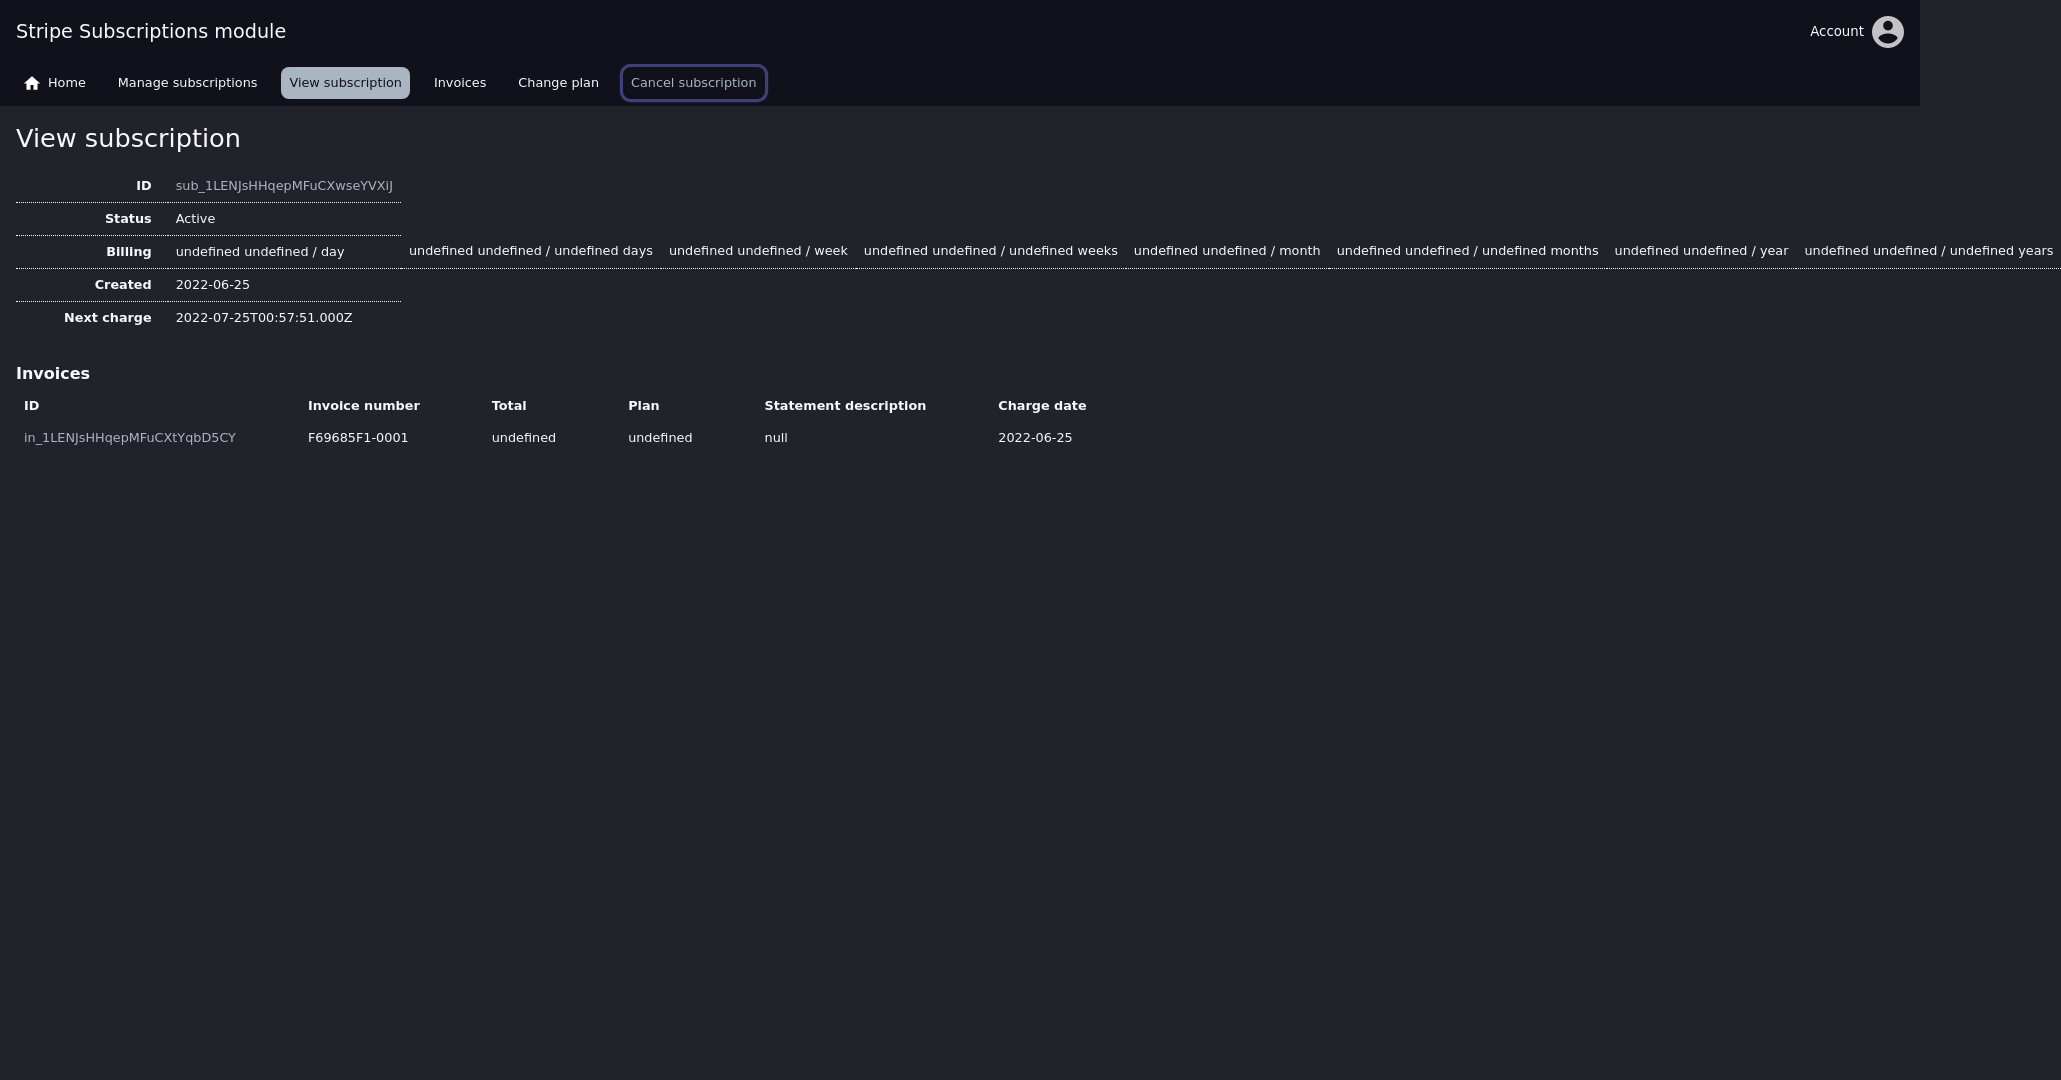 Stripe Subscriptions module Account
Home Manage subscriptions View subscription Invoices Change plan Cancel subscription
View subscription
ID sub_1LENJsHHqepMFuCXwseYVXiJ
Status Active
Billing undefined undefined / day undefined undefined / undefined days undefined undefined / week undefined undefined / undefined weeks undefined undefined / month undefined undefined / undefined months undefined undefined / year undefined undefined / undefined years
Created 2022-06-25
Next charge 2022-07-25T00:57:51.000Z
Invoices
ID Invoice number Total Plan Statement description Charge date
in_1LENJsHHqepMFuCXtYqbD5CY F69685F1-0001 undefined undefined null 2022-06-25